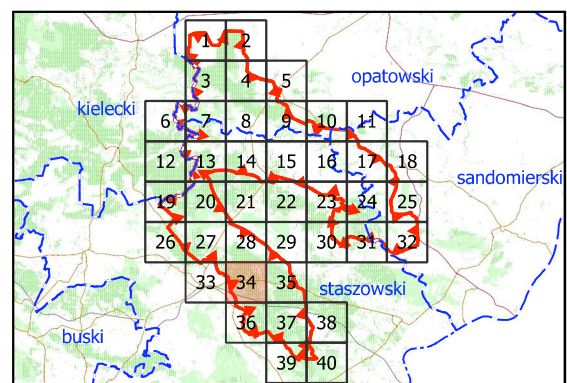 1 2
3 4 5
opatowski
kielecki
6 7 8 9 10 11
12 13 14 15 16 17 18
sandomierski
19 20 21 22 23 24 25
26 27 28 29 30 31 32
33 34 35
staszowski
36 37 38
buski
39 40